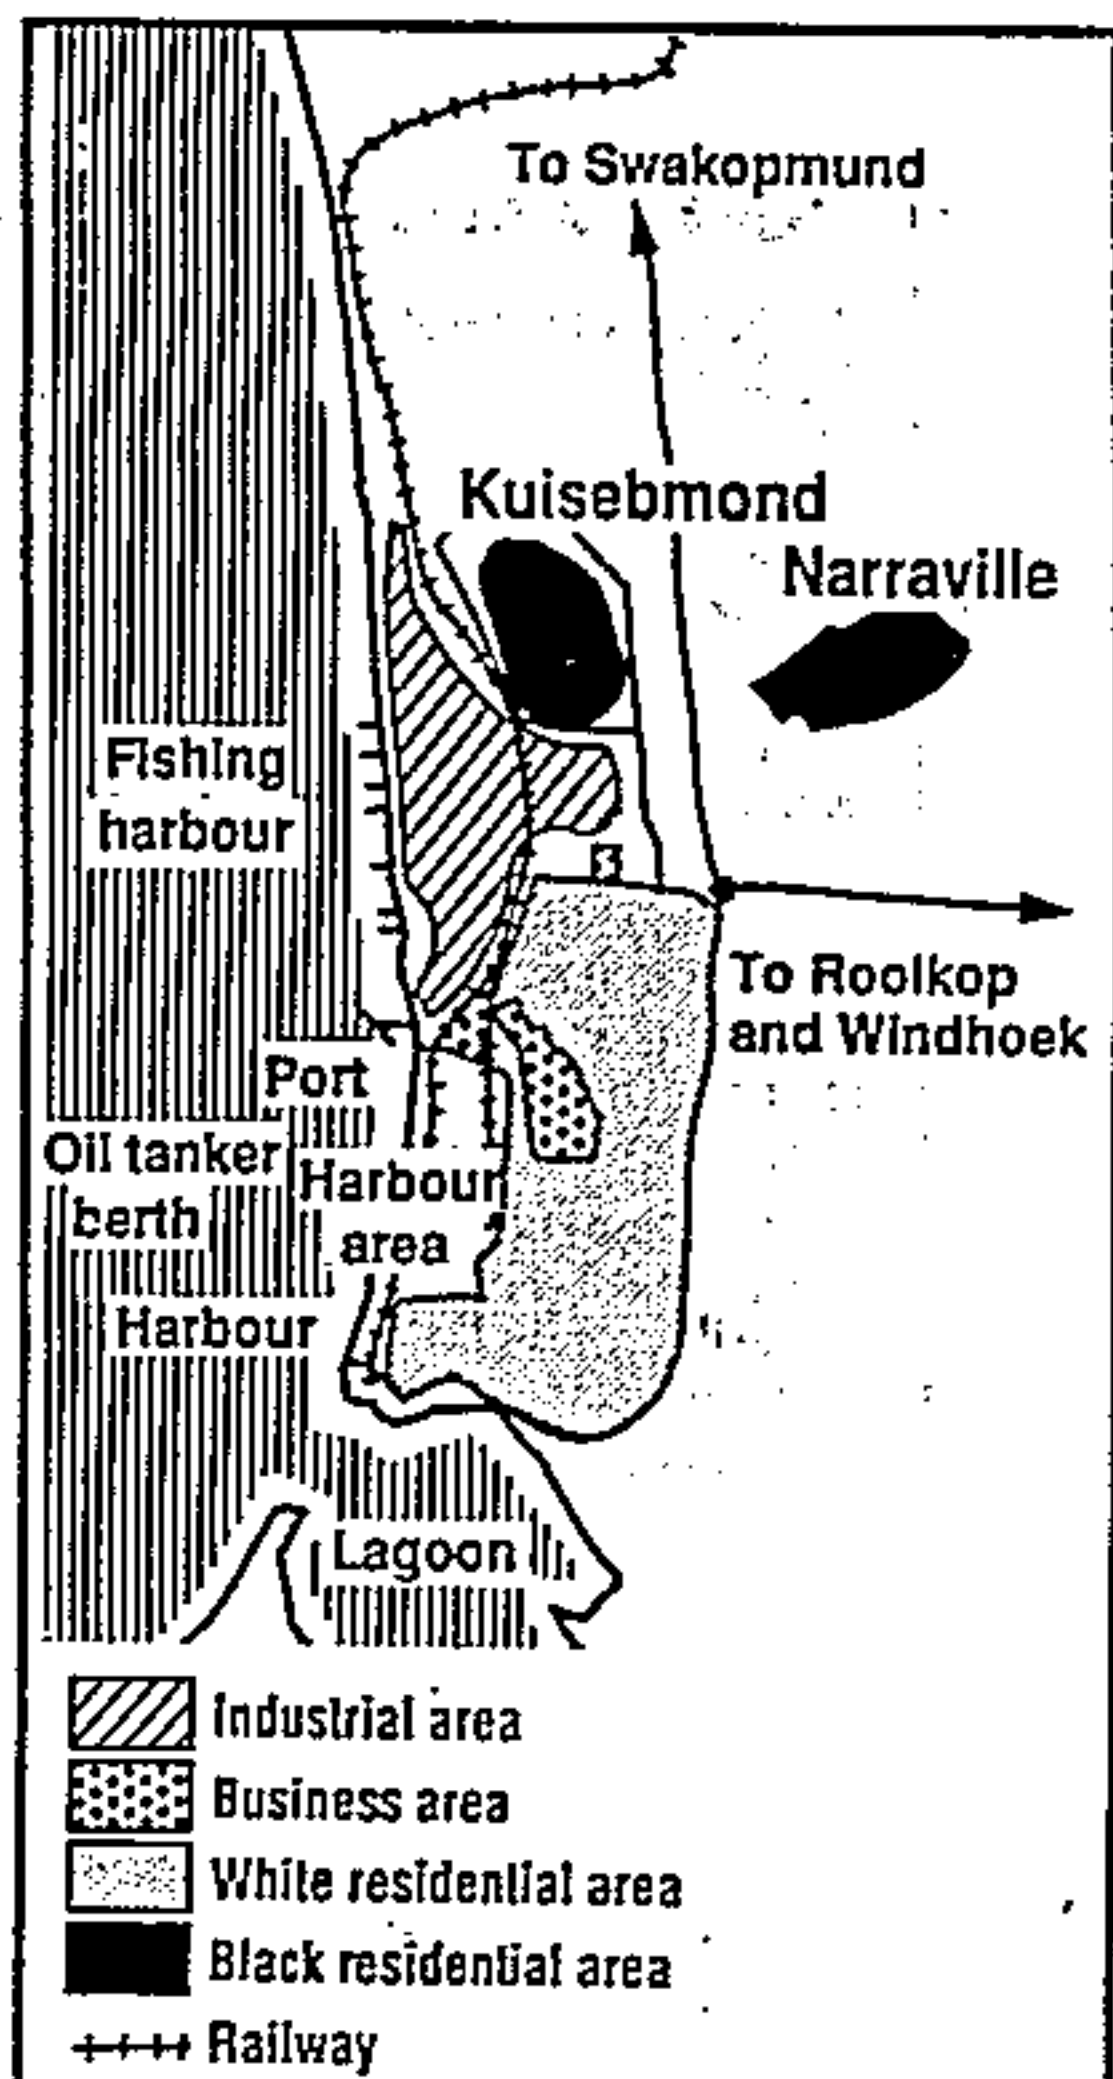 To Swakopmund
Kuisebmond
Narraville
Fishing
harbour
To Roolkop
and Windhoek
Port
Oil tanker
berth
Harbour
area
Harbour
Lagoon
Industrial area
Business area
White residential area
Black residential area
Railway